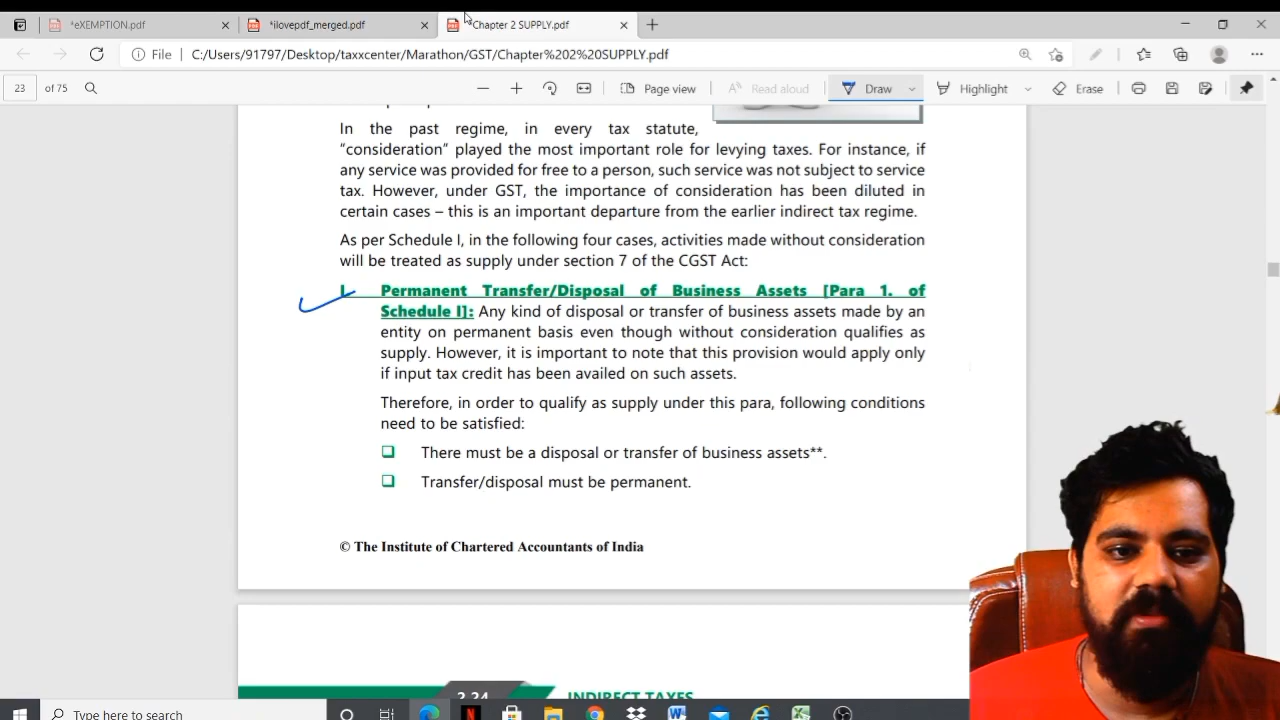 *eXEMPTION.pdf
*ilovepdf_merged.pdf
*Chapter 2 SUPPLY.pdf
File
C:/Users/91797/Desktop/taxxcenter/Marathon/GST/Chapter%202%20SUPPLY.pdf
23 of 75
Page view
Read aloud
Draw
Highlight
Erase
In the past regime, in every tax statute,
“consideration” played the most important role for levying taxes. For instance, if
any service was provided for free to a person, such service was not subject to service
tax. However, under GST, the importance of consideration has been diluted in
certain cases – this is an important departure from the earlier indirect tax regime.
As per Schedule I, in the following four cases, activities made without consideration
will be treated as supply under section 7 of the CGST Act:
I. Permanent Transfer/Disposal of Business Assets [Para 1. of
Schedule I]: Any kind of disposal or transfer of business assets made by an
entity on permanent basis even though without consideration qualifies as
supply. However, it is important to note that this provision would apply only
if input tax credit has been availed on such assets.
Therefore, in order to qualify as supply under this para, following conditions
need to be satisfied:
There must be a disposal or transfer of business assets**.
Transfer/disposal must be permanent.
© The Institute of Chartered Accountants of India
2.24 INDIRECT TAXES
Type here to search